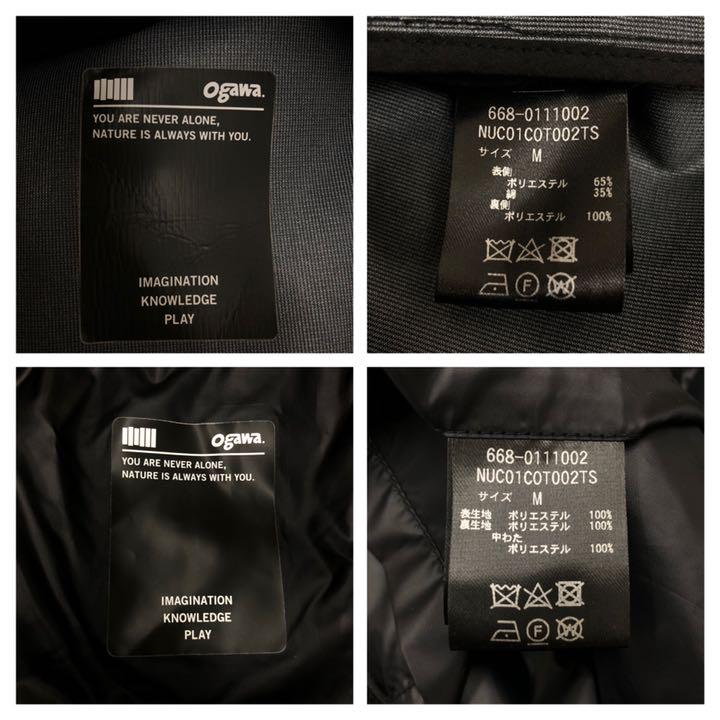 Ogawa.
YOU ARE NEVER ALONE,
NATURE IS ALWAYS WITH YOU.
IMAGINATION
KNOWLEDGE
PLAY
668-0111002
NUC01COT002TS
サイズ M
表側
ポリエステル 65%
綿 35%
裏側
ポリエステル 100%
F
W
Ogawa.
YOU ARE NEVER ALONE,
NATURE IS ALWAYS WITH YOU.
IMAGINATION
KNOWLEDGE
PLAY
668-0111002
NUC01COT002TS
サイズ M
表生地 ポリエステル 100%
裏生地 ポリエステル 100%
中わた
ポリエステル 100%
F
W